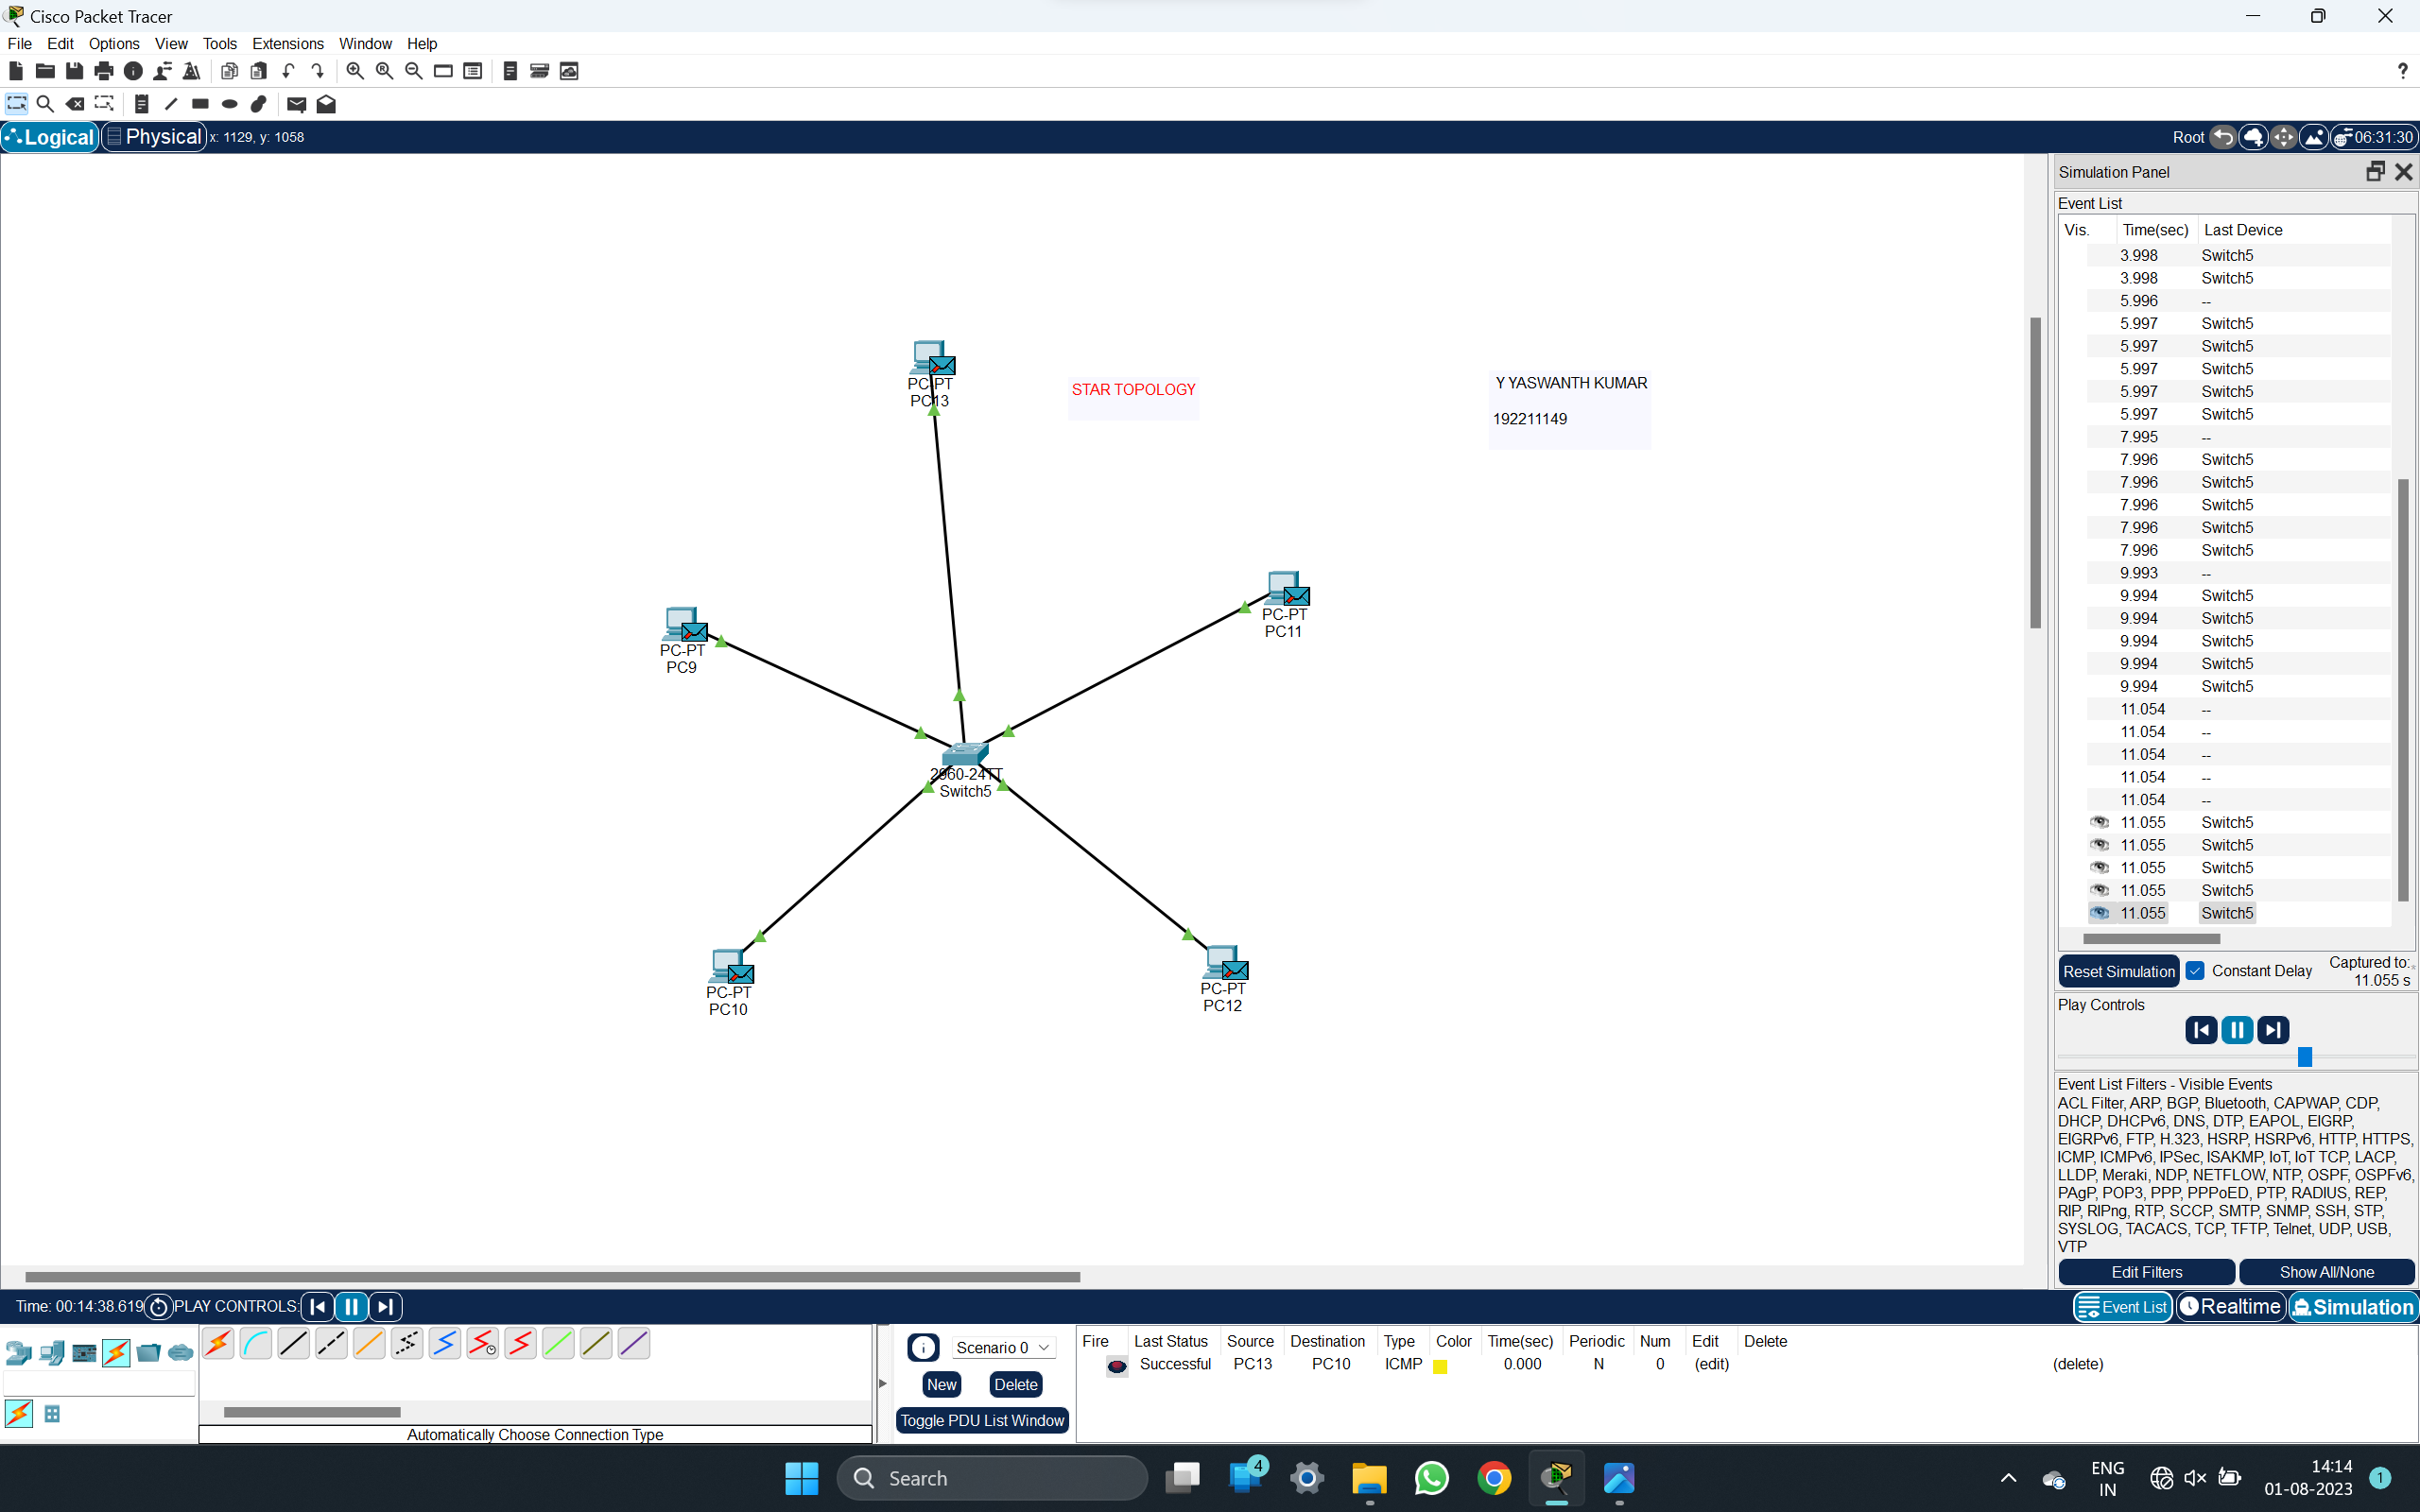 Cisco Packet Tracer
File Edit Options View Tools Extensions Window Help
?
Logical Physical x: 1129, y: 1058 Root 06:31:30
Simulation Panel
Event List
Vis. Time(sec) Last Device
3.998 Switch5
3.998 Switch5
5.996 --
5.997 Switch5
5.997 Switch5
5.997 Switch5
5.997 Switch5
5.997 Switch5
7.995 --
7.996 Switch5
7.996 Switch5
7.996 Switch5
7.996 Switch5
7.996 Switch5
9.993 --
9.994 Switch5
9.994 Switch5
9.994 Switch5
9.994 Switch5
9.994 Switch5
11.054 --
11.054 --
11.054 --
11.054 --
11.054 --
11.055 Switch5
11.055 Switch5
11.055 Switch5
11.055 Switch5
11.055 Switch5
Reset Simulation Constant Delay Captured to:*
11.055 s
Play Controls
Event List Filters - Visible Events
ACL Filter, ARP, BGP, Bluetooth, CAPWAP, CDP,
DHCP, DHCPv6, DNS, DTP, EAPOL, EIGRP,
EIGRPv6, FTP, H.323, HSRP, HSRPv6, HTTP, HTTPS,
ICMP, ICMPv6, IPSec, ISAKMP, IoT, IoT TCP, LACP,
LLDP, Meraki, NDP, NETFLOW, NTP, OSPF, OSPFv6,
PAgP, POP3, PPP, PPPoED, PTP, RADIUS, REP,
RIP, RIPng, RTP, SCCP, SMTP, SNMP, SSH, STP,
SYSLOG, TACACS, TCP, TFTP, Telnet, UDP, USB,
VTP
Edit Filters Show All/None
PC-PT
PC13
STAR TOPOLOGY
Y YASWANTH KUMAR
192211149
PC-PT
PC11
PC-PT
PC9
2960-24TT
Switch5
PC-PT
PC10
PC-PT
PC12
Time: 00:14:38.619 PLAY CONTROLS: Event List Realtime Simulation
Automatically Choose Connection Type
Scenario 0
New Delete
Toggle PDU List Window
Fire Last Status Source Destination Type Color Time(sec) Periodic Num Edit Delete
Successful PC13 PC10 ICMP 0.000 N 0 (edit) (delete)
Search
4
ENG
IN
14:14
01-08-2023
1